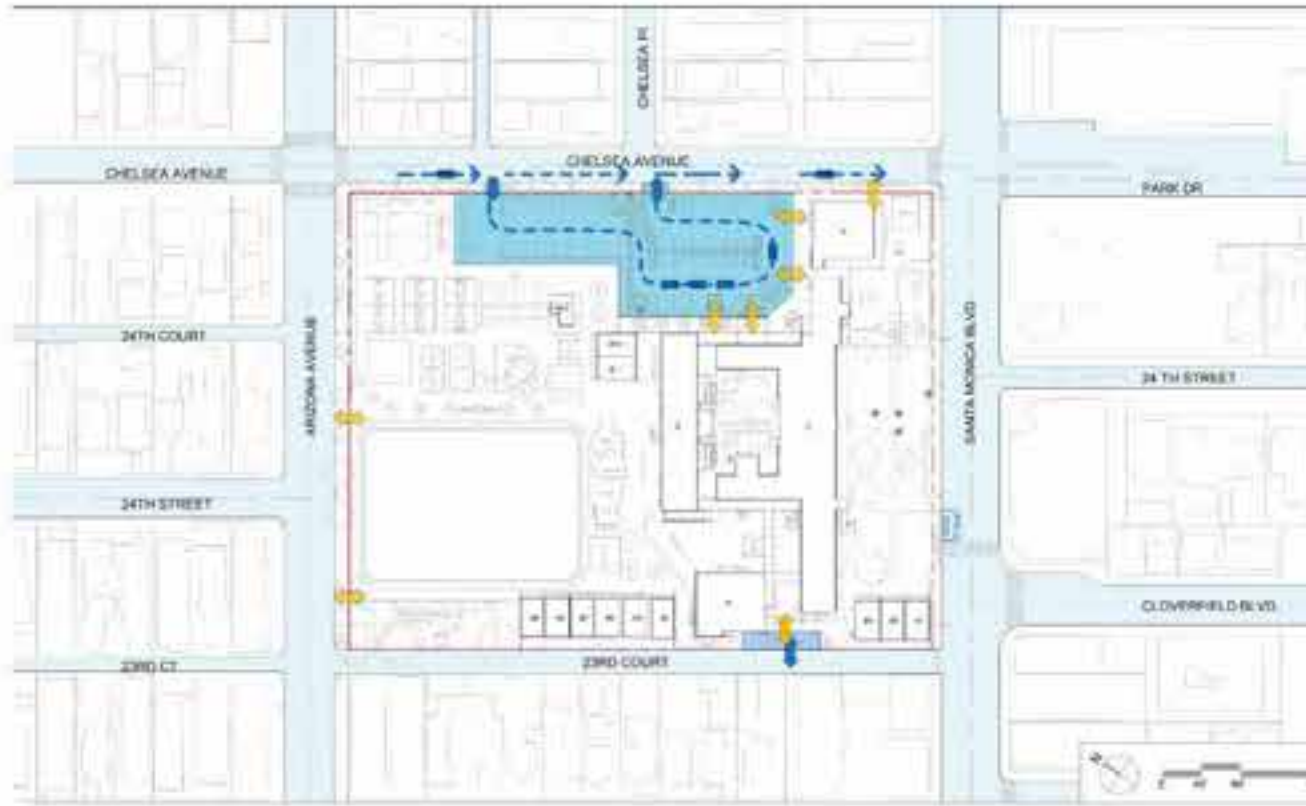 CHELSEA PL
CHELSEA AVENUE
CHELSEA AVENUE
PARK DR
24TH COURT
ARIZONA AVENUE
SANTA MONICA BLVD
24 TH STREET
24TH STREET
CLOVERFIELD BLVD
23RD CT
23RD COURT